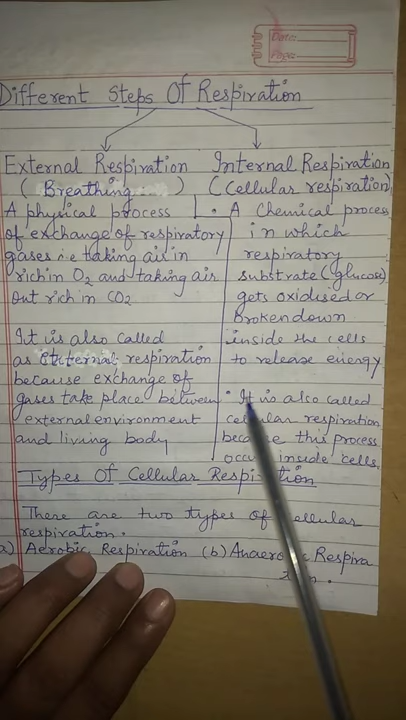 Date:
Page:
Different Steps Of Respiration
External Respiration
( Breathing )
A physical process
of exchange of respiratory
gases i.e taking air in
rich in O2 and taking air
out rich in CO2
It is also called
as external respiration
because exchange of
gases take place between
external environment
and living body
Internal Respiration
(Cellular respiration)
• A Chemical process
in which
respiratory
substrate (glucose)
gets oxidised or
broken down
inside the cells
to release energy
• It is also called
cellular respiration
because this process
occur inside cells.
Types Of Cellular Respiration
There are two types of cellular
respiration.
a) Aerobic Respiration (b) Respira